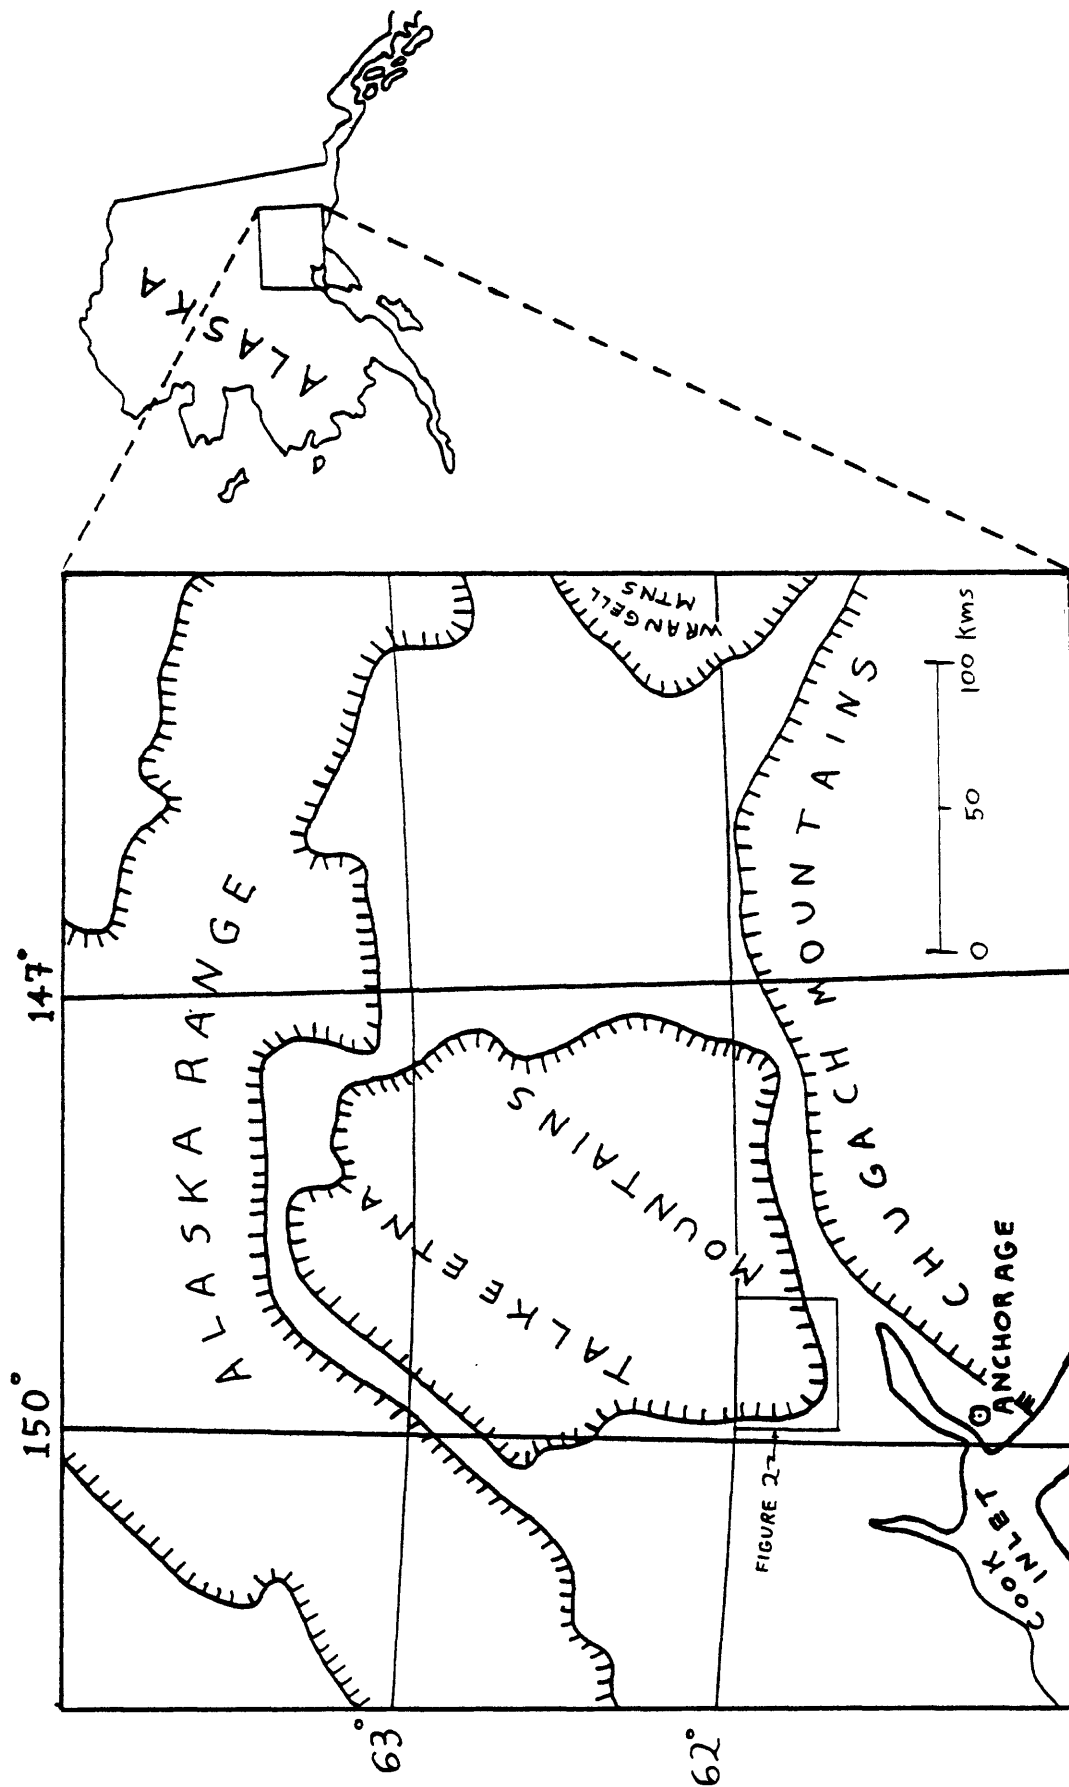 ALASKA
147°
150°
63°
62°
ALASKA RANGE
TALKEETNA
MOUNTAINS
WRANGELL
MTNS
CHUGACH MOUNTAINS
0 50 100 kms
FIGURE 2
ANCHORAGE
COOK
INLET